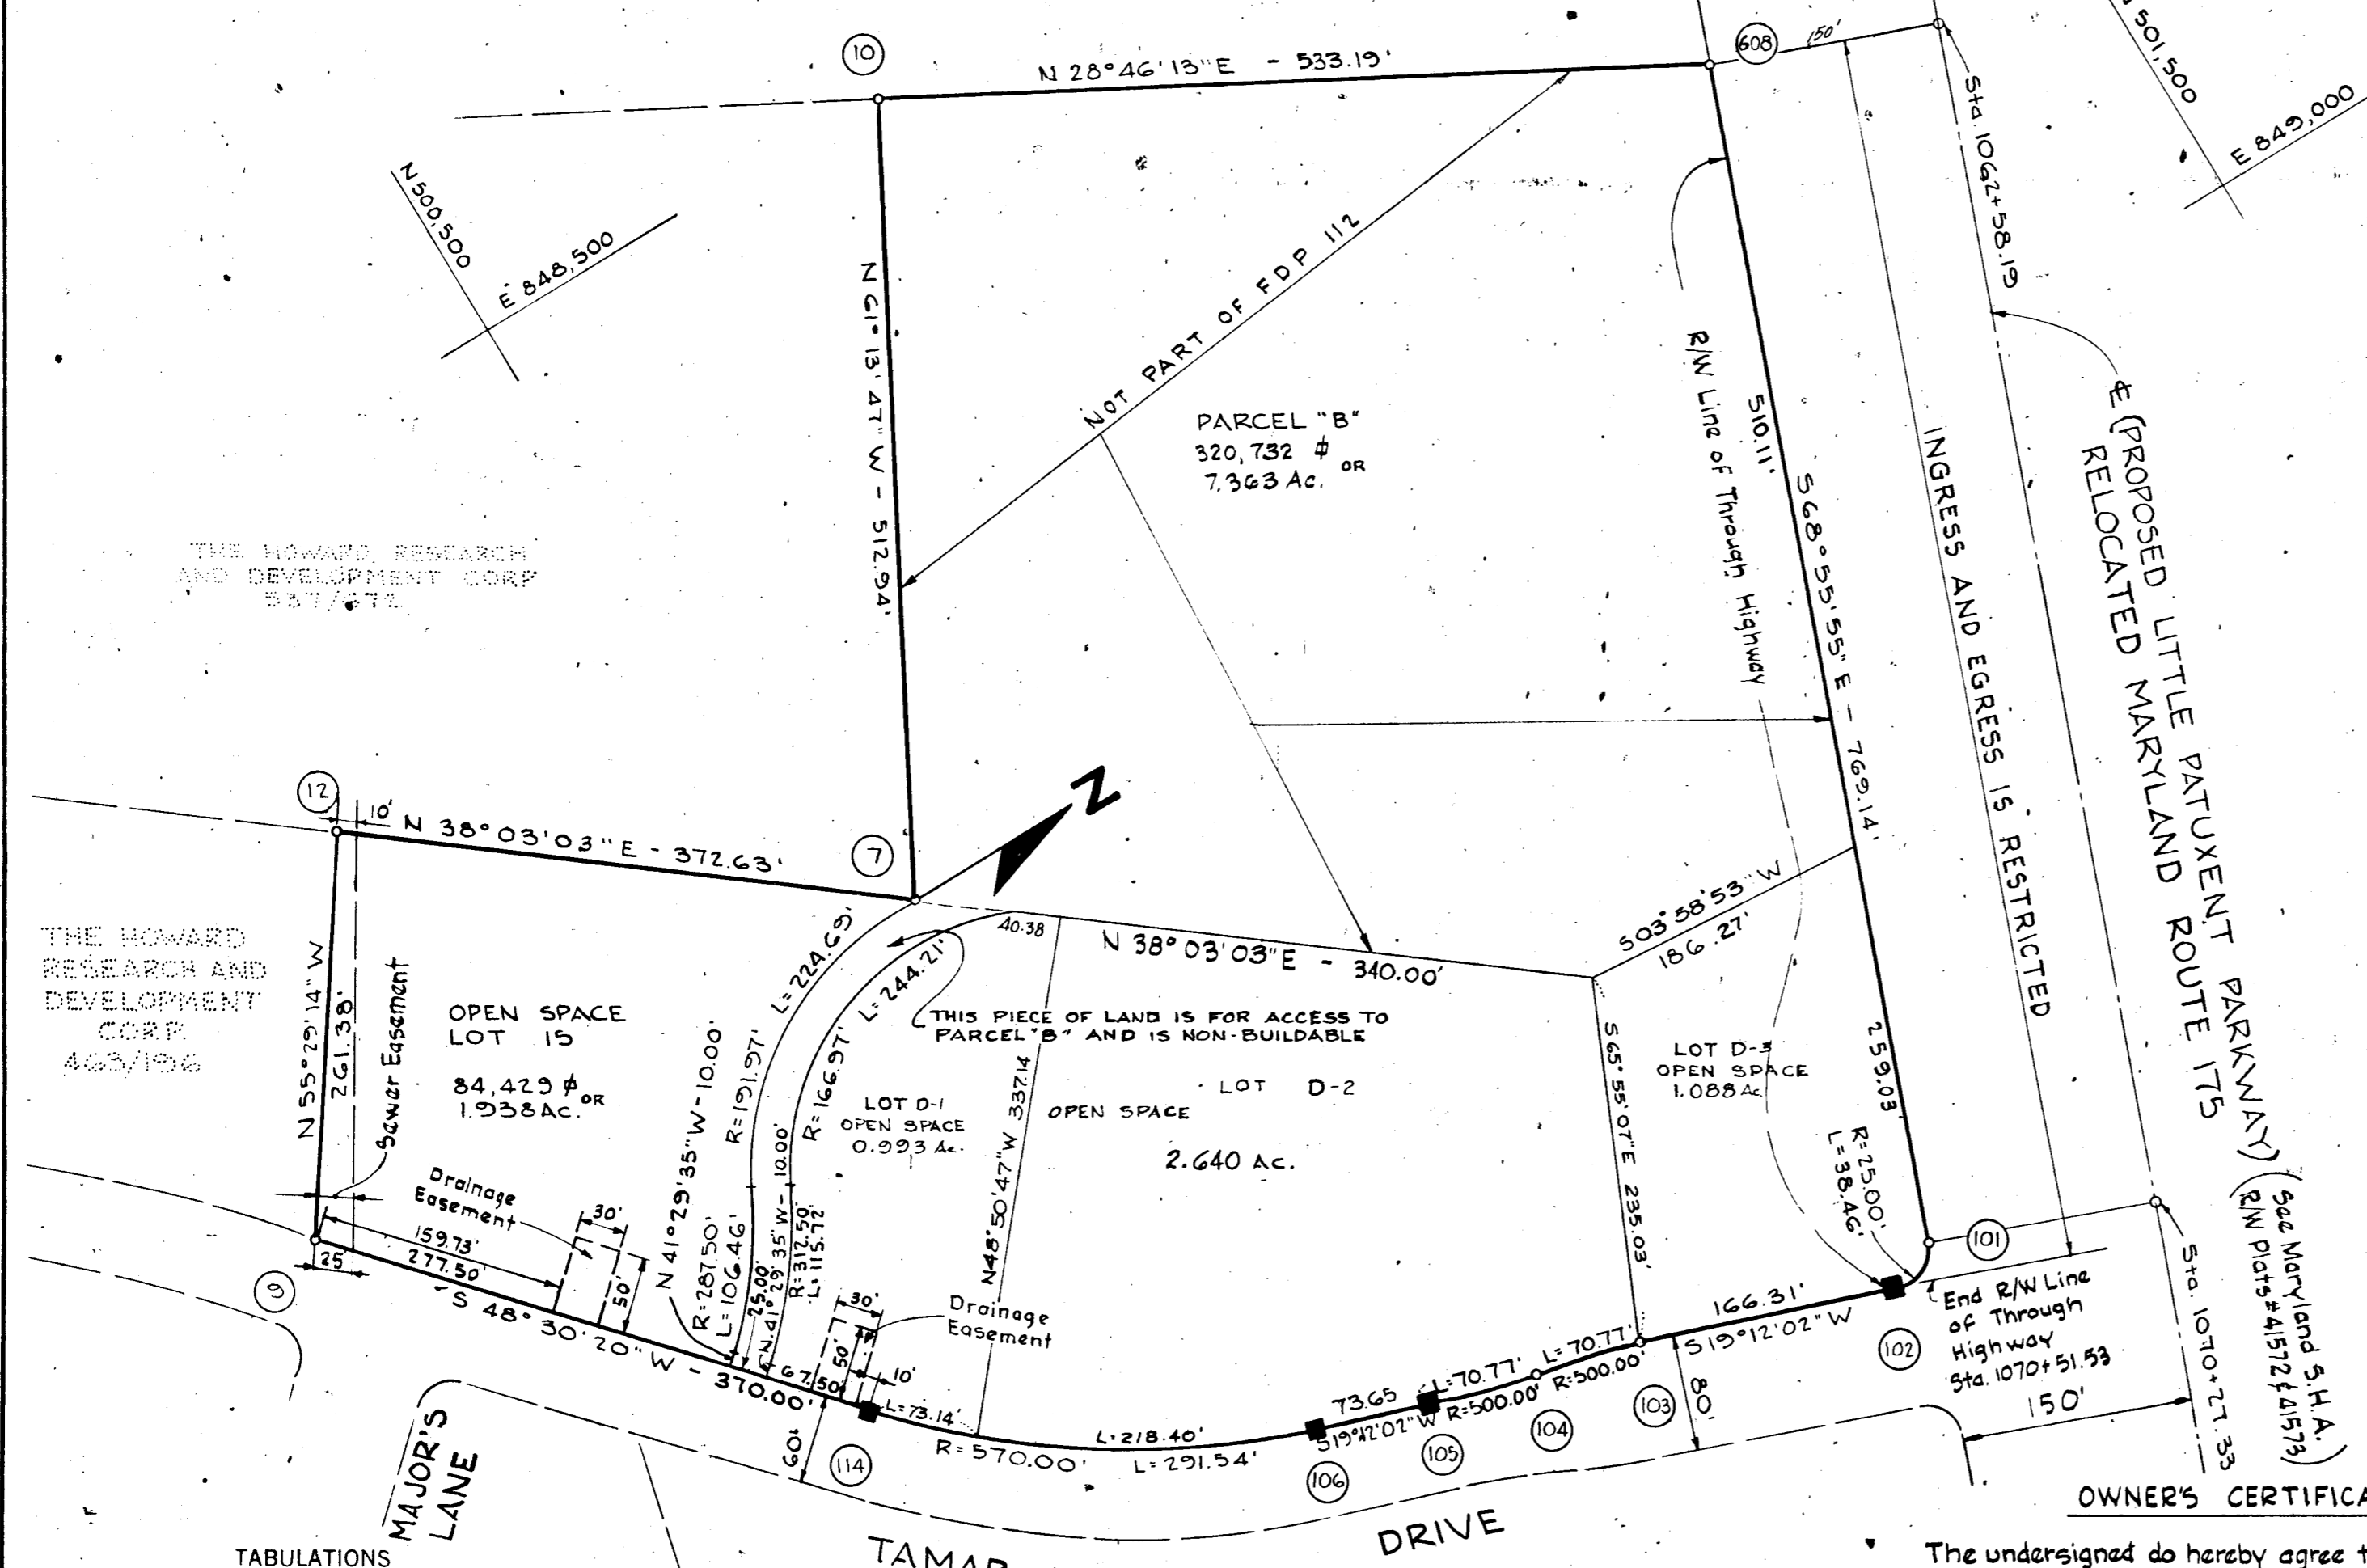 10
N 28°46'13"E - 533.19'
608
150'
N 501,500
E 849,000
Sta. 1062+58.19
N 500,500
E 848,500
N 61° 13' 47" W - 512.94'
NOT PART OF FDP 112
PARCEL "B"
320,732 ⏀ OR
7.363 Ac.
R/W Line of Through Highway
510.11'
S 68°55'55" E - 769.14'
INGRESS AND EGRESS IS RESTRICTED
℄ (PROPOSED LITTLE PATUXENT PARKWAY)
RELOCATED MARYLAND ROUTE 175
(See Maryland S.H.A.
R/W Plats #41572 & 41573)
THE HOWARD RESEARCH
AND DEVELOPMENT CORP
537/672
12
10'
N 38°03'03"E - 372.63'
7
N
THE HOWARD
RESEARCH AND
DEVELOPMENT
CORP.
463/196
N 55°29'14" W
261.38'
Sewer Easement
OPEN SPACE
LOT 15
84,429 ⏀ OR
1.938 AC.
Drainage
Easement
30'
50'
159.73'
277.50'
25'
9
S 48° 30' 20" W - 370.00'
N 41°29'35"W - 10.00'
R=287.50'
L=106.46'
R=191.97'
L=224.69'
25.00'
N 41° 29' 35" W - 10.00'
R=312.50'
L=115.72'
R=166.97'
L=244.21'
40.38
N 38° 03' 03"E - 340.00'
THIS PIECE OF LAND IS FOR ACCESS TO
PARCEL "B" AND IS NON-BUILDABLE
LOT D-1
OPEN SPACE
0.993 Ac.
N48°50'47"W 337.14
LOT D-2
OPEN SPACE
2.640 AC.
S03°58'53"W
186.27'
S65°55'07"E 235.03'
LOT D-3
OPEN SPACE
1.088 Ac.
259.03'
R=25.00'
L=38.46'
101
End R/W Line
of Through
Highway
Sta. 1070+51.53
150'
Sta. 1070+27.33
102
166.31'
S19°12'02"W
103
80'
L=70.77'
R=500.00'
104
L=70.77'
R=500.00'
105
73.65
S19°12'02"W
106
L=218.40'
L=291.54'
R=570.00'
L=73.14'
114
Drainage
Easement
30'
50'
10'
67.50'
60'
MAJOR'S
LANE
TAMAR
DRIVE
TABULATIONS
OWNER'S CERTIFICA
The undersigned do hereby agree t